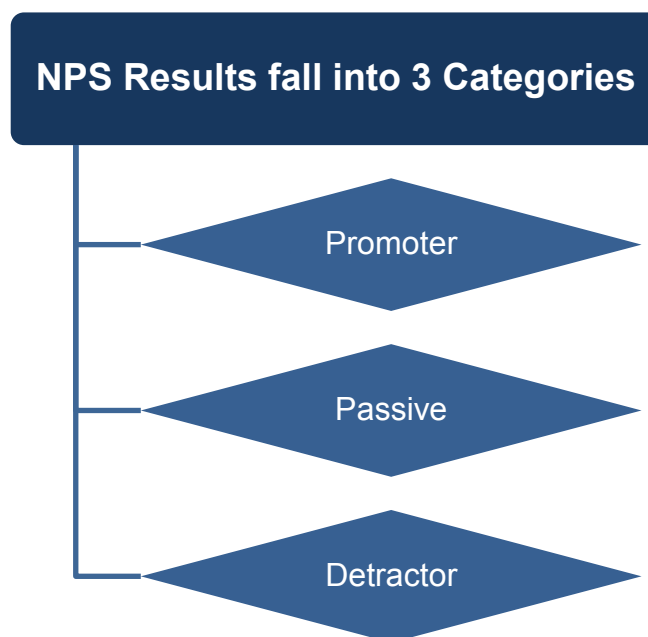 NPS Results fall into 3 Categories
Promoter
Passive
Detractor